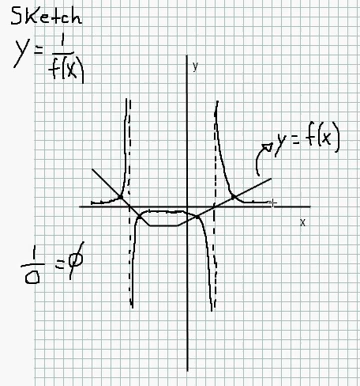 Sketch
y = 1/f(x)
y
y = f(x)
x
1/0 = ∅